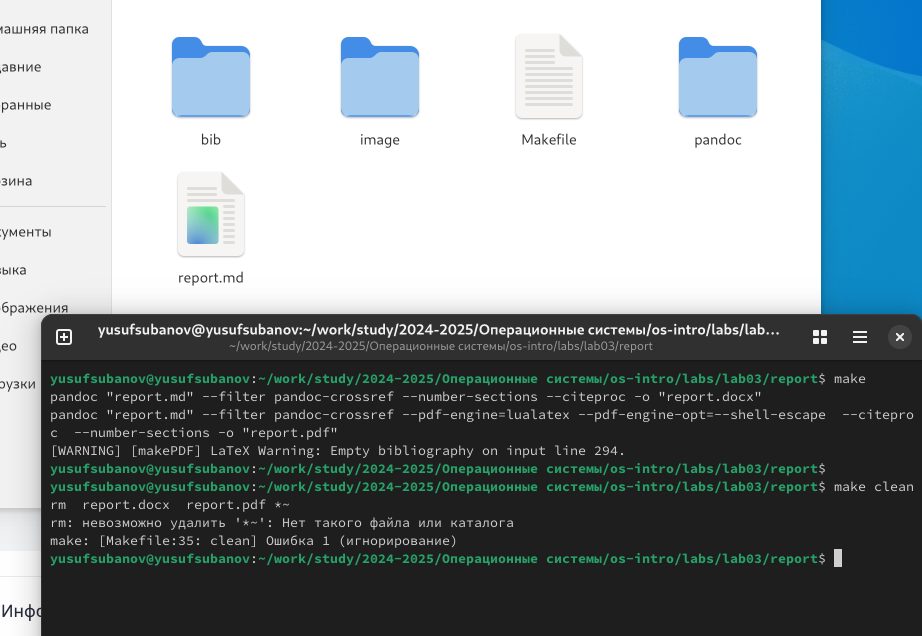 машняя папка
давние
ранные
ь
зина
кументы
ыка
бражения
ео
рузки
Инфо
bib
image
Makefile
pandoc
report.md
yusufsubanov@yusufsubanov:~/work/study/2024-2025/Операционные системы/os-intro/labs/lab...
~/work/study/2024-2025/Операционные системы/os-intro/labs/lab03/report
yusufsubanov@yusufsubanov:~/work/study/2024-2025/Операционные системы/os-intro/labs/lab03/report$ make
pandoc "report.md" --filter pandoc-crossref --number-sections --citeproc -o "report.docx"
pandoc "report.md" --filter pandoc-crossref --pdf-engine=lualatex --pdf-engine-opt=--shell-escape  --citepro
c  --number-sections -o "report.pdf"
[WARNING] [makePDF] LaTeX Warning: Empty bibliography on input line 294.
yusufsubanov@yusufsubanov:~/work/study/2024-2025/Операционные системы/os-intro/labs/lab03/report$
yusufsubanov@yusufsubanov:~/work/study/2024-2025/Операционные системы/os-intro/labs/lab03/report$ make clean
rm  report.docx  report.pdf *~
rm: невозможно удалить '*~': Нет такого файла или каталога
make: [Makefile:35: clean] Ошибка 1 (игнорирование)
yusufsubanov@yusufsubanov:~/work/study/2024-2025/Операционные системы/os-intro/labs/lab03/report$